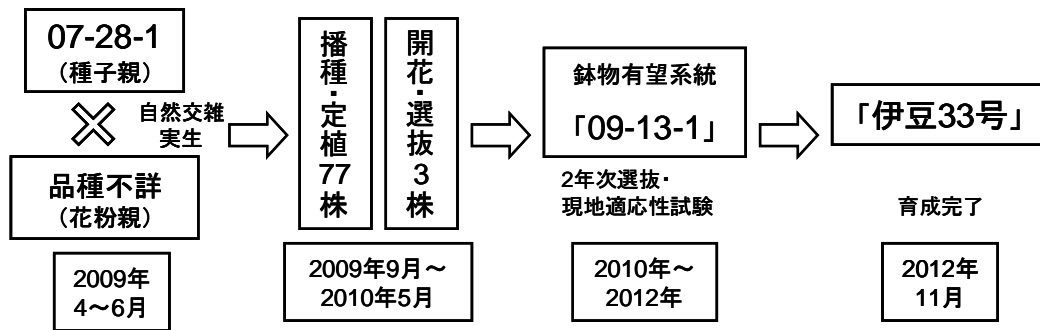 07-28-1
（種子親）
自然交雑
実生
品種不詳
（花粉親）
2009年
4～6月
播種・定植77株
開花・選抜3株
2009年9月～
2010年5月
鉢物有望系統
「09-13-1」
2年次選抜・
現地適応性試験
2010年～
2012年
「伊豆33号」
育成完了
2012年
11月